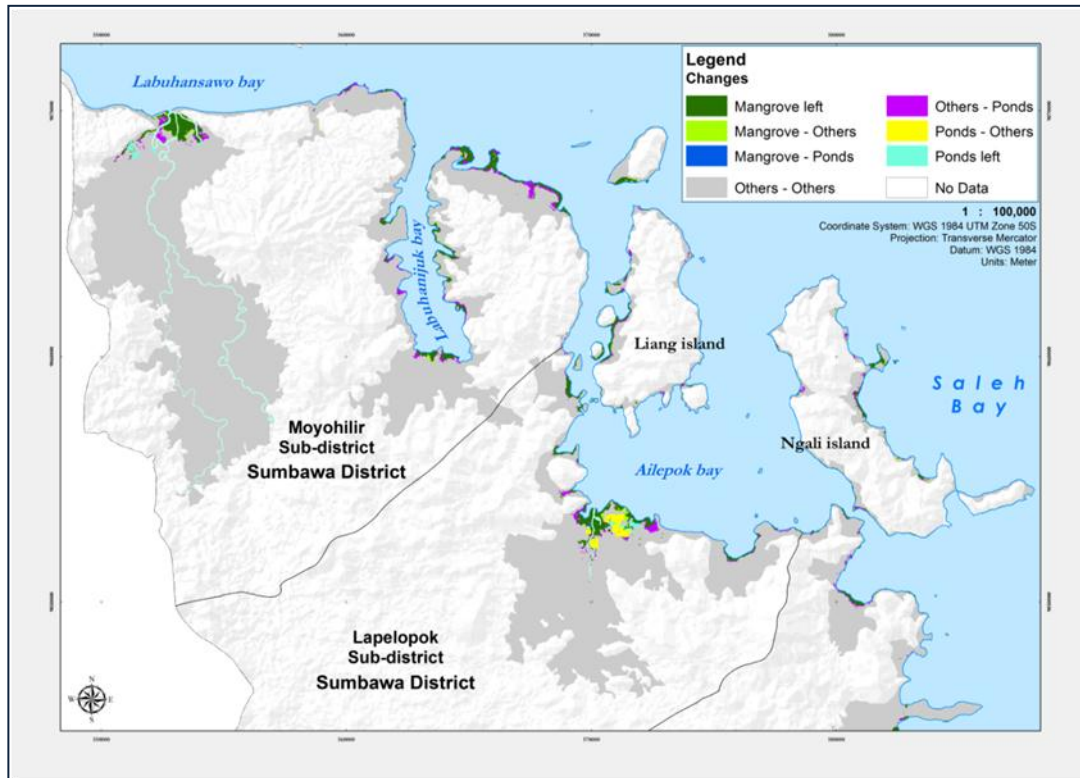 Labuhansawo bay
Legend
Changes
Mangrove left
Mangrove - Others
Mangrove - Ponds
Others - Others
Others - Ponds
Ponds - Others
Ponds left
No Data
1 : 100,000
Coordinate System: WGS 1984 UTM Zone 50S
Projection: Transverse Mercator
Datum: WGS 1984
Units: Meter
Labuhanijuk bay
Liang island
Saleh
Bay
Ngali island
Moyohilir
Sub-district
Sumbawa District
Ailepok bay
Lapelopok
Sub-district
Sumbawa District
N
W
E
S